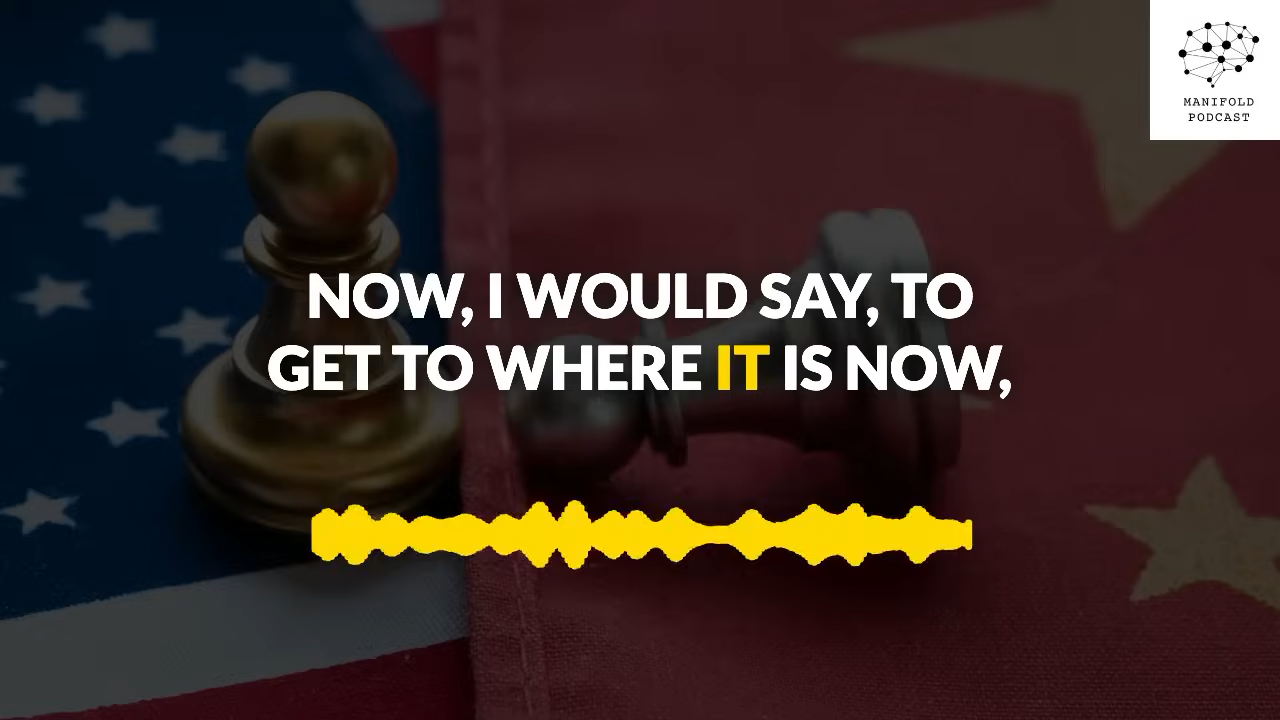 MANIFOLD
PODCAST
NOW, I WOULD SAY, TO
GET TO WHERE IT IS NOW,